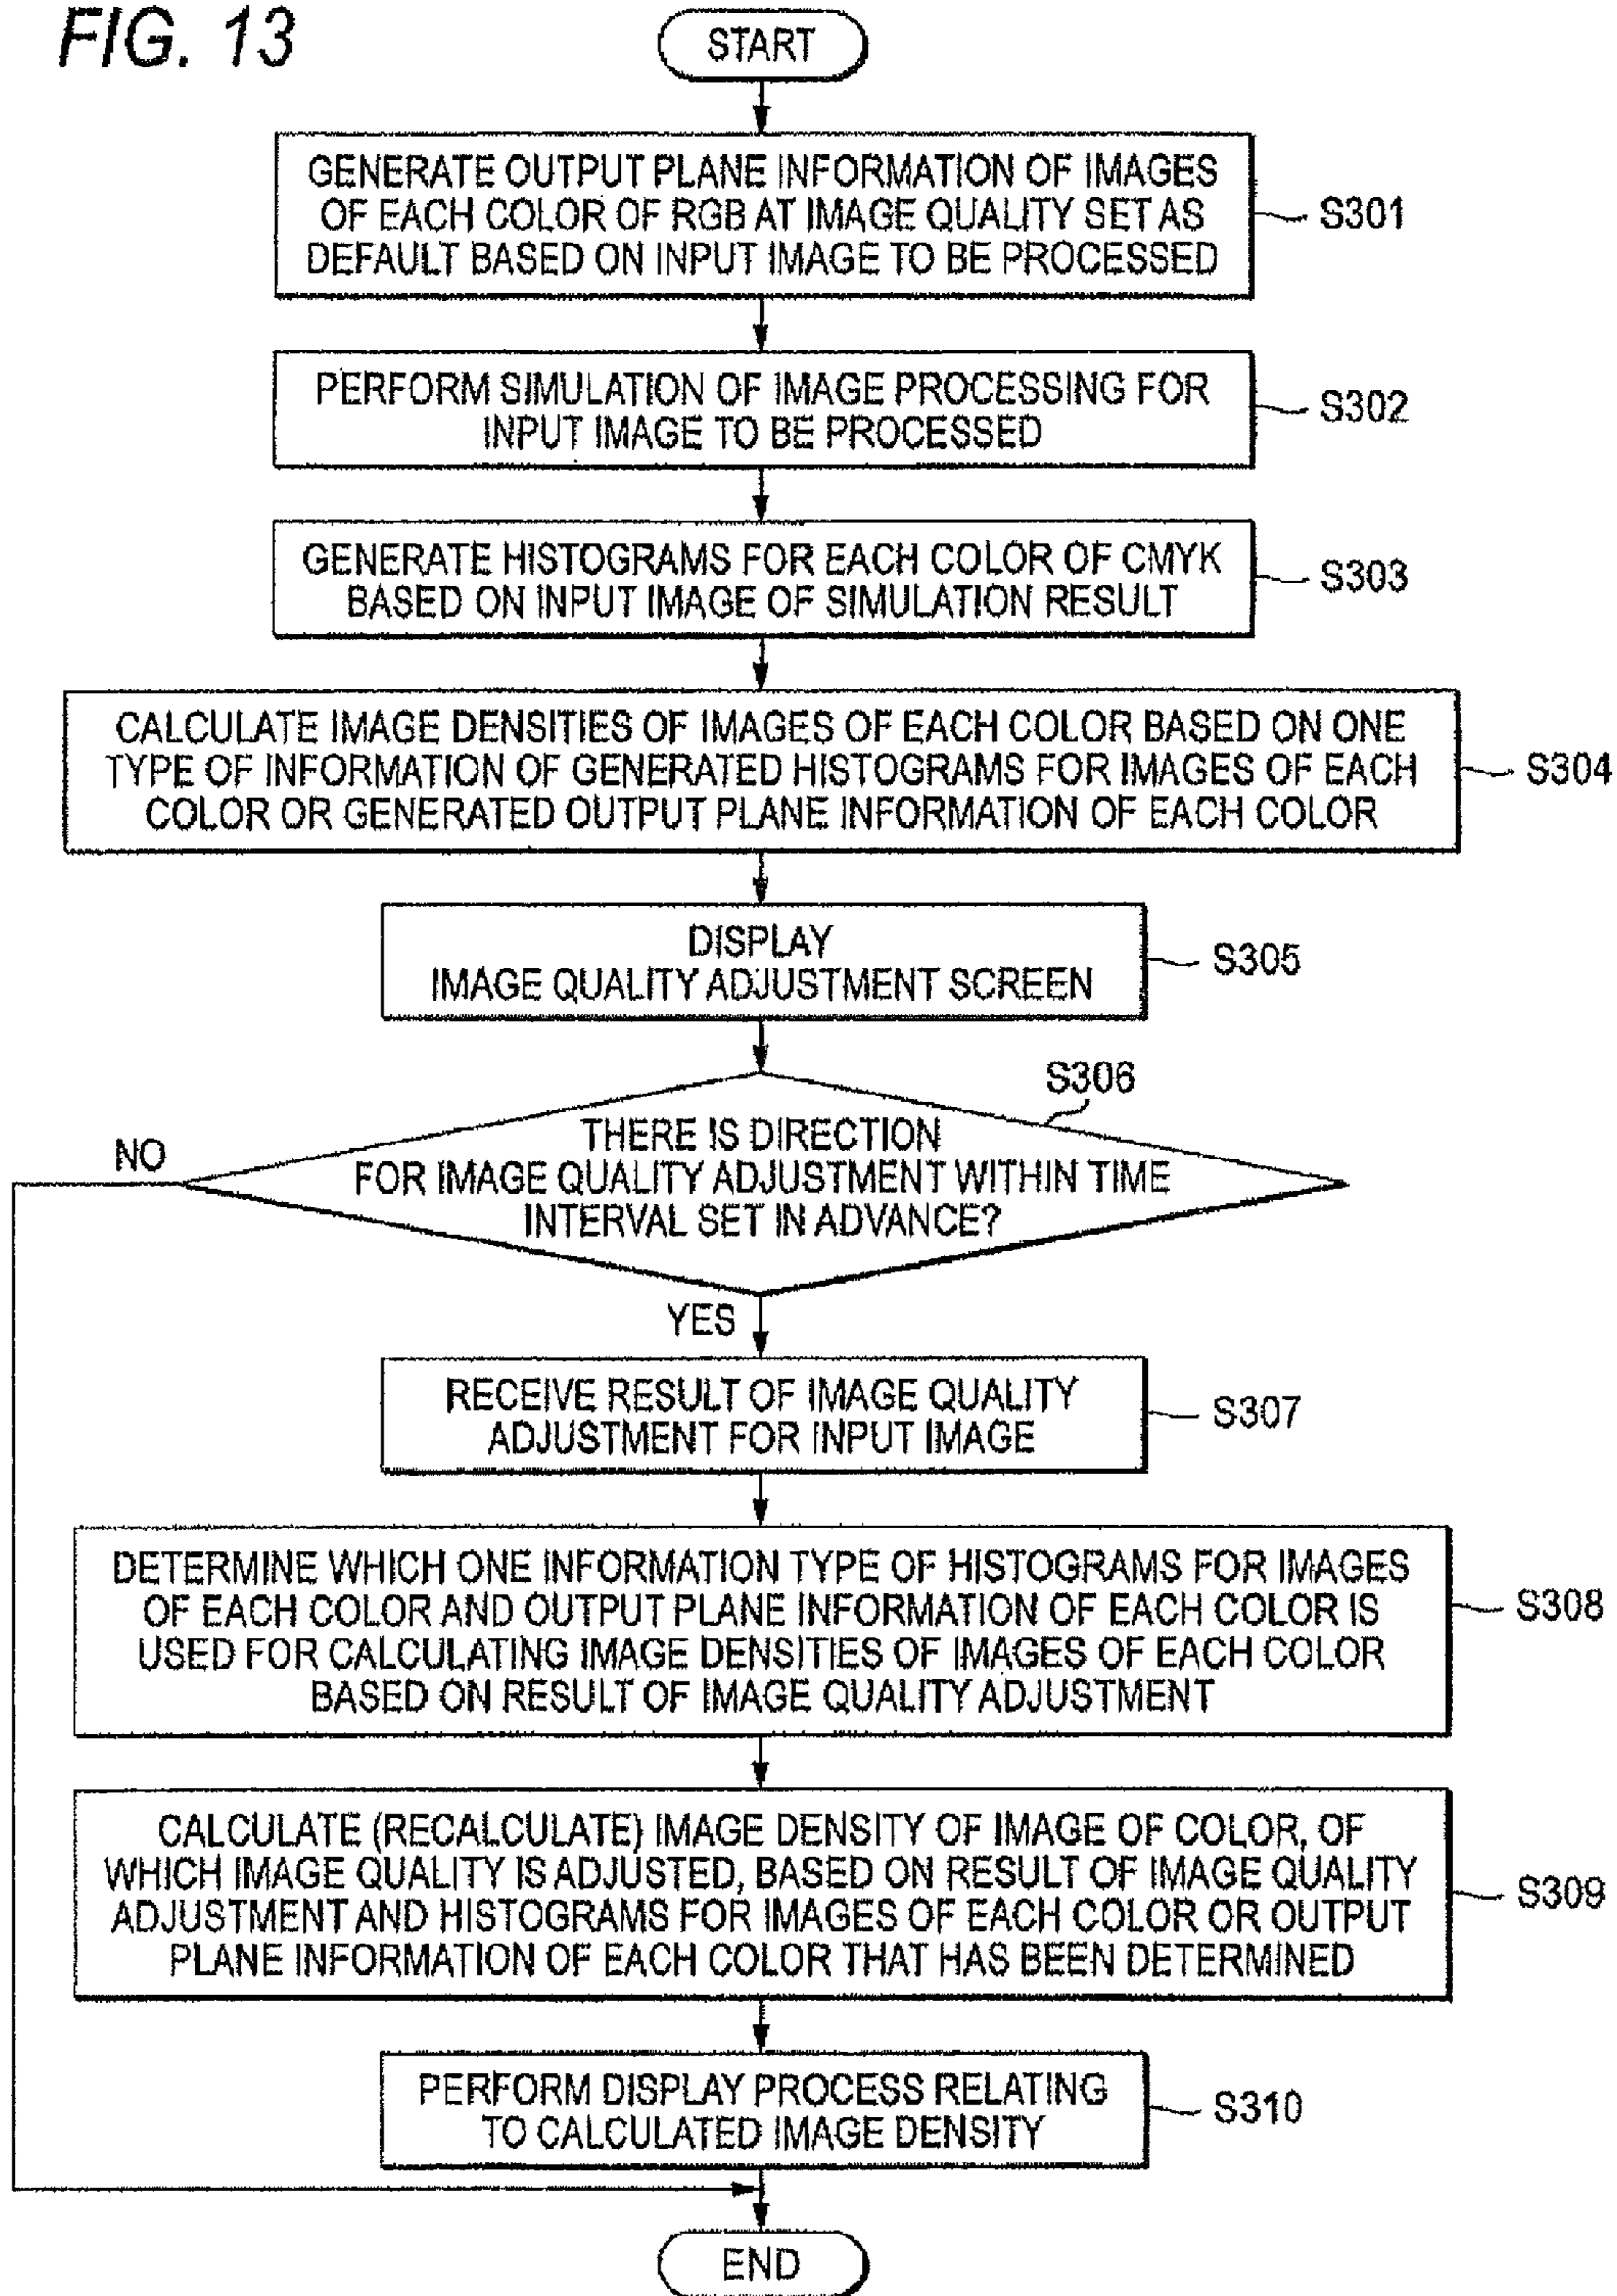 FIG. 13
START
GENERATE OUTPUT PLANE INFORMATION OF IMAGES
OF EACH COLOR OF RGB AT IMAGE QUALITY SET AS
DEFAULT BASED ON INPUT IMAGE TO BE PROCESSED
S301
PERFORM SIMULATION OF IMAGE PROCESSING FOR
INPUT IMAGE TO BE PROCESSED
S302
GENERATE HISTOGRAMS FOR EACH COLOR OF CMYK
BASED ON INPUT IMAGE OF SIMULATION RESULT
S303
CALCULATE IMAGE DENSITIES OF IMAGES OF EACH COLOR BASED ON ONE
TYPE OF INFORMATION OF GENERATED HISTOGRAMS FOR IMAGES OF EACH
COLOR OR GENERATED OUTPUT PLANE INFORMATION OF EACH COLOR
S304
DISPLAY
IMAGE QUALITY ADJUSTMENT SCREEN
S305
S306
THERE IS DIRECTION
FOR IMAGE QUALITY ADJUSTMENT WITHIN TIME
INTERVAL SET IN ADVANCE?
NO
YES
RECEIVE RESULT OF IMAGE QUALITY
ADJUSTMENT FOR INPUT IMAGE
S307
DETERMINE WHICH ONE INFORMATION TYPE OF HISTOGRAMS FOR IMAGES
OF EACH COLOR AND OUTPUT PLANE INFORMATION OF EACH COLOR IS
USED FOR CALCULATING IMAGE DENSITIES OF IMAGES OF EACH COLOR
BASED ON RESULT OF IMAGE QUALITY ADJUSTMENT
S308
CALCULATE (RECALCULATE) IMAGE DENSITY OF IMAGE OF COLOR, OF
WHICH IMAGE QUALITY IS ADJUSTED, BASED ON RESULT OF IMAGE QUALITY
ADJUSTMENT AND HISTOGRAMS FOR IMAGES OF EACH COLOR OR OUTPUT
PLANE INFORMATION OF EACH COLOR THAT HAS BEEN DETERMINED
S309
PERFORM DISPLAY PROCESS RELATING
TO CALCULATED IMAGE DENSITY
S310
END